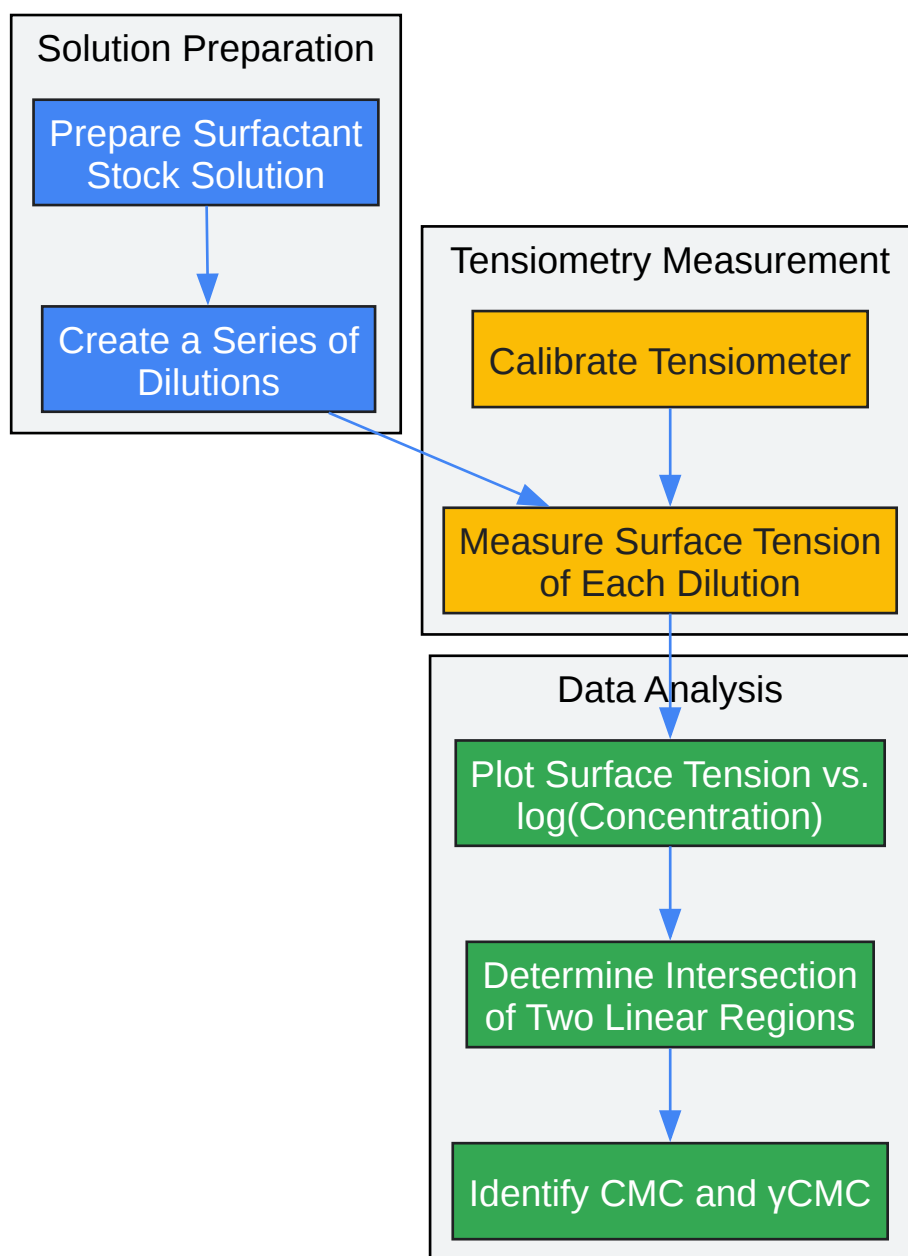 Solution Preparation
Prepare Surfactant
Stock Solution
Create a Series of
Dilutions
Tensiometry Measurement
Calibrate Tensiometer
Measure Surface Tension
of Each Dilution
Data Analysis
Plot Surface Tension vs.
log(Concentration)
Determine Intersection
of Two Linear Regions
Identify CMC and γCMC